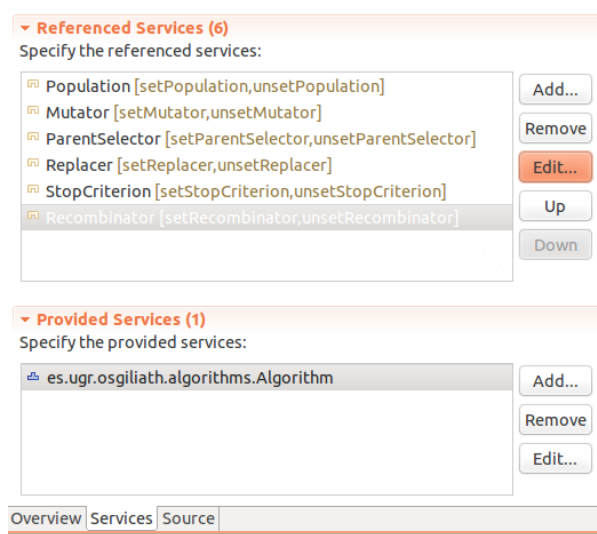 Referenced Services (6)
Specify the referenced services:
Population [setPopulation,unsetPopulation]
Mutator [setMutator,unsetMutator]
ParentSelector [setParentSelector,unsetParentSelector]
Replacer [setReplacer,unsetReplacer]
StopCriterion [setStopCriterion,unsetStopCriterion]
Recombinator [setRecombinator,unsetRecombinator]
Add...
Remove
Edit...
Up
Down
Provided Services (1)
Specify the provided services:
es.ugr.osgiliath.algorithms.Algorithm
Add...
Remove
Edit...
Overview Services Source